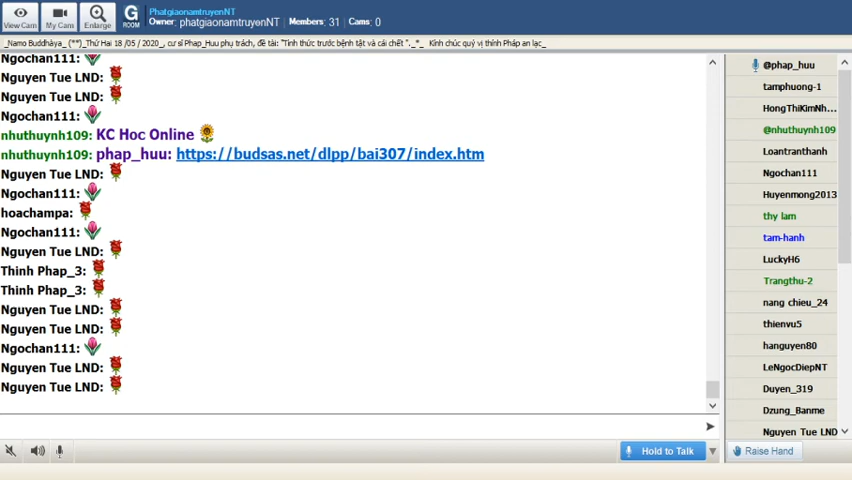 View Cam
My Cam
Enlarge
G
ROOM
PhatgiaonamtruyenNT
Owner: phatgiaonamtruyenNT | Members: 31 | Cams: 0
_Namo Buddhàya_ (**)_Thứ Hai 18 /05 / 2020_, cư sĩ Phap_Huu phụ trách, đề tài: "Tỉnh thức trước bệnh tật và cái chết "._*_ Kính chúc quý vị thính Pháp an lạc_
Ngochan111:
Nguyen Tue LND:
Nguyen Tue LND:
Ngochan111:
nhuthuynh109: KC Học Online
nhuthuynh109: phap_huu: https://budsas.net/dlpp/bai307/index.htm
Nguyen Tue LND:
Ngochan111:
hoachampa:
Ngochan111:
Nguyen Tue LND:
Thinh Phap_3:
Thinh Phap_3:
Nguyen Tue LND:
Nguyen Tue LND:
Ngochan111:
Nguyen Tue LND:
Nguyen Tue LND:
@phap_huu
tamphuong-1
HongThiKimNh...
@nhuthuynh109
Loantranthanh
Ngochan111
Huyenmong2013
thy lam
tam-hanh
LuckyH6
Trangthu-2
nang chieu_24
thienvu5
hanguyen80
LeNgocDiepNT
Duyen_319
Dzung_Banme
Nguyen Tue LND
Hold to Talk
Raise Hand